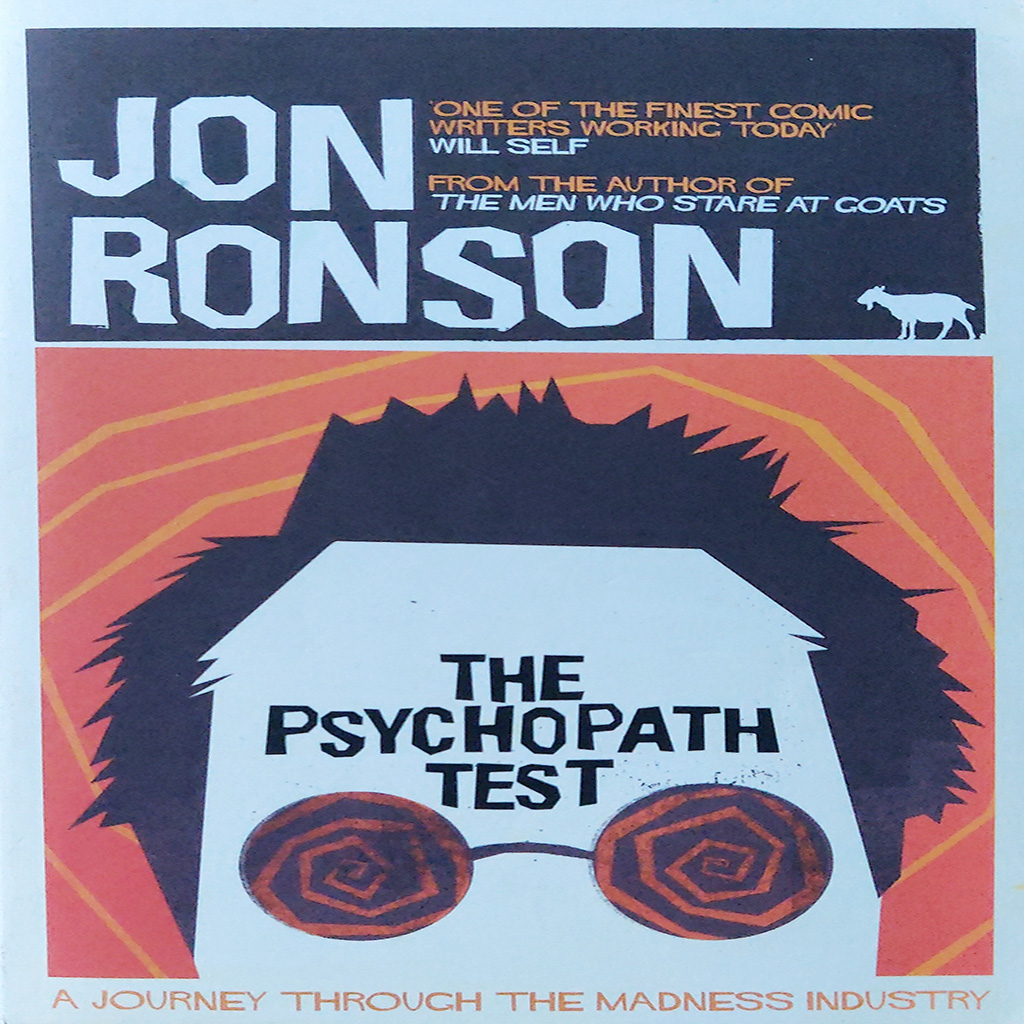 JON
RONSON
'ONE OF THE FINEST COMIC
WRITERS WORKING TODAY'
WILL SELF
FROM THE AUTHOR OF
THE MEN WHO STARE AT GOATS
THE
PSYCHOPATH
TEST
A JOURNEY THROUGH THE MADNESS INDUSTRY